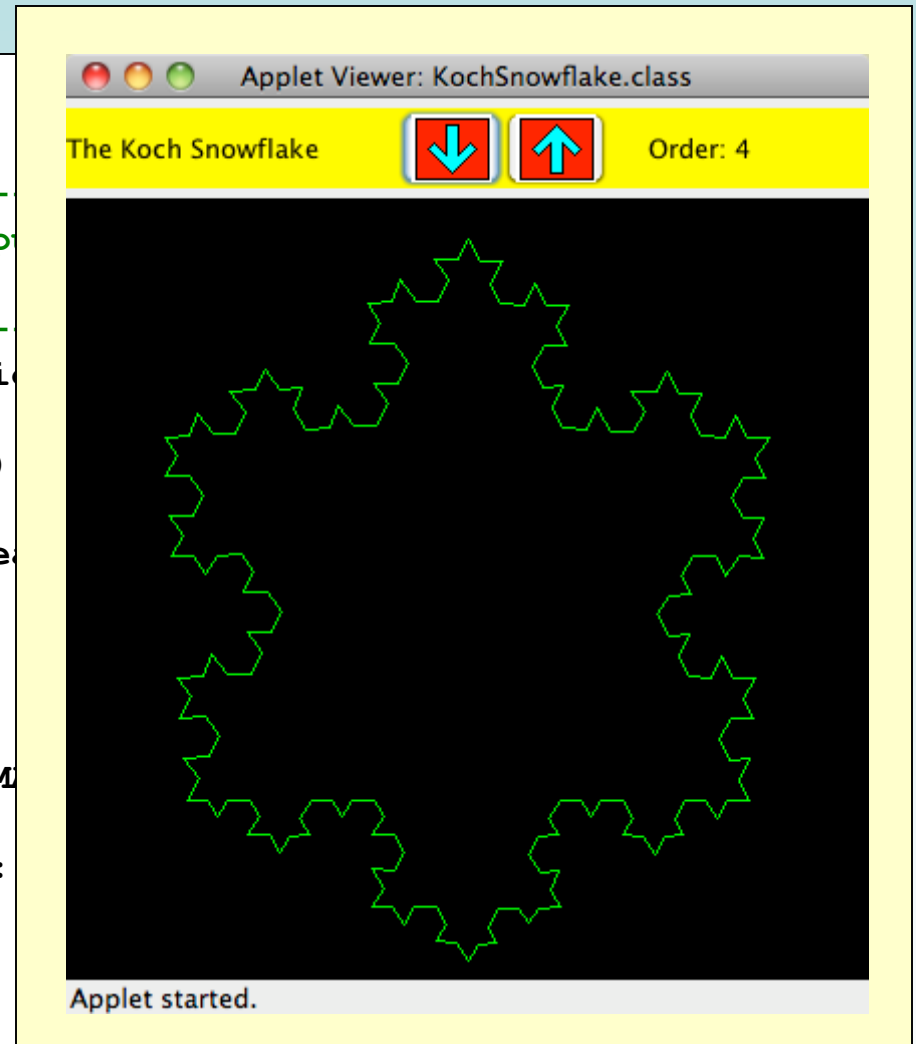 Applet Viewer: KochSnowflake.class
The Koch Snowflake Order: 4
Applet started.